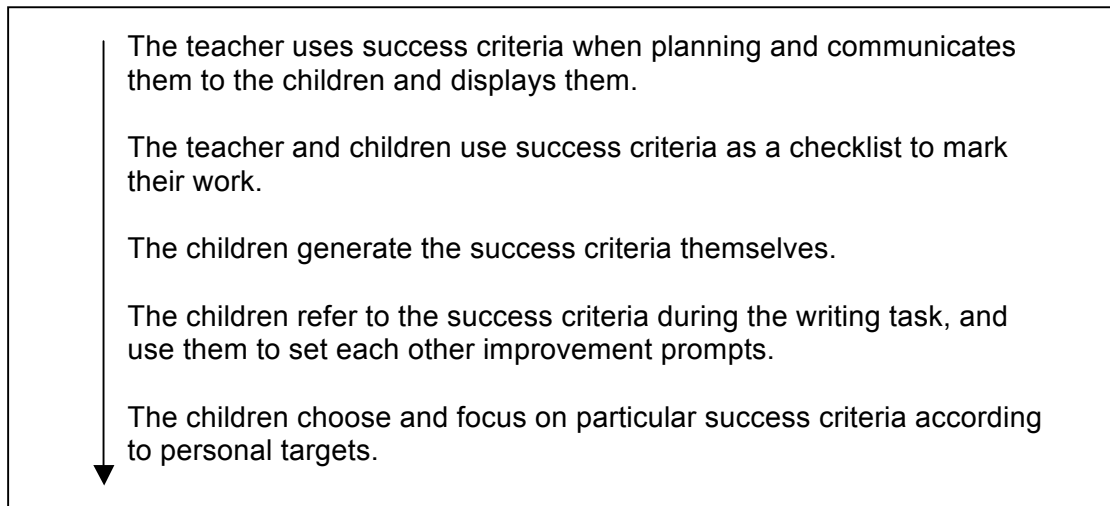 The teacher uses success criteria when planning and communicates
them to the children and displays them.
The teacher and children use success criteria as a checklist to mark
their work.
The children generate the success criteria themselves.
The children refer to the success criteria during the writing task, and
use them to set each other improvement prompts.
The children choose and focus on particular success criteria according
to personal targets.